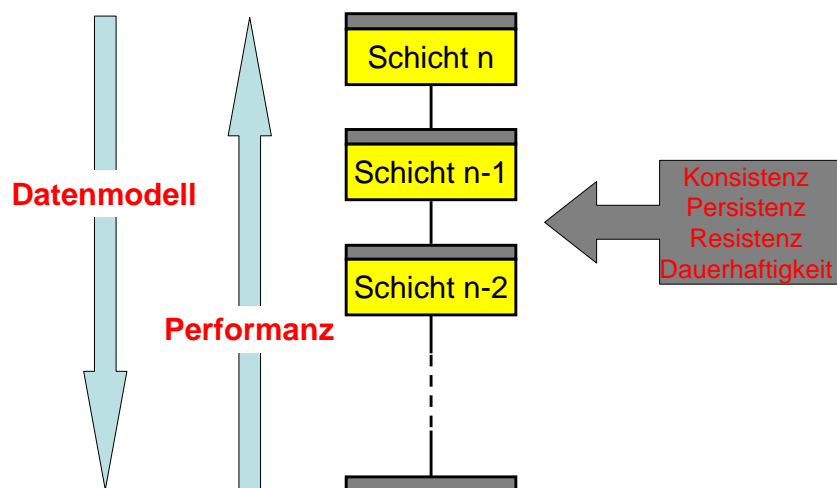 Schicht n
Schicht n-1
Schicht n-2
Datenmodell
Performanz
Konsistenz
Persistenz
Resistenz
Dauerhaftigkeit